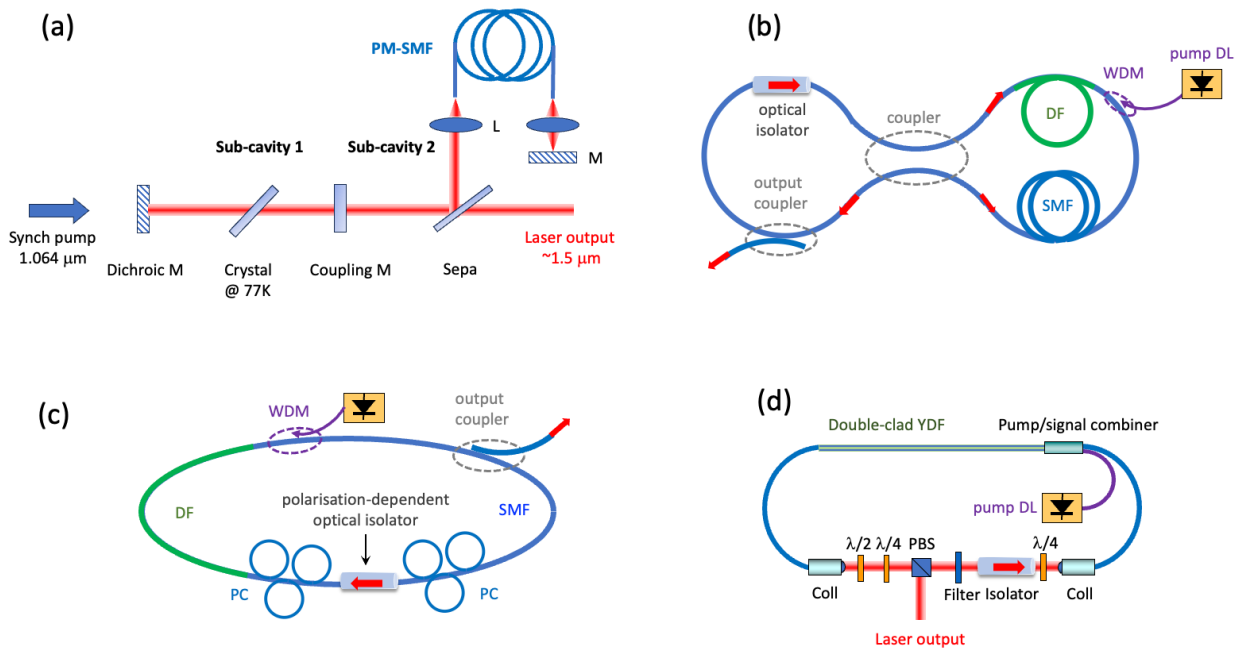 (a)
PM-SMF
L
M
Sub-cavity 1
Sub-cavity 2
Synch pump
1.064 μm
Dichroic M
Crystal
@ 77K
Coupling M
Sepa
Laser output
~1.5 μm
(b)
pump DL
WDM
optical
isolator
coupler
DF
output
coupler
SMF
(c)
WDM
output
coupler
polarisation-dependent
optical isolator
DF
SMF
PC
PC
(d)
Double-clad YDF
Pump/signal combiner
pump DL
λ/2
λ/4
PBS
λ/4
Coll
Filter
Isolator
Coll
Laser output